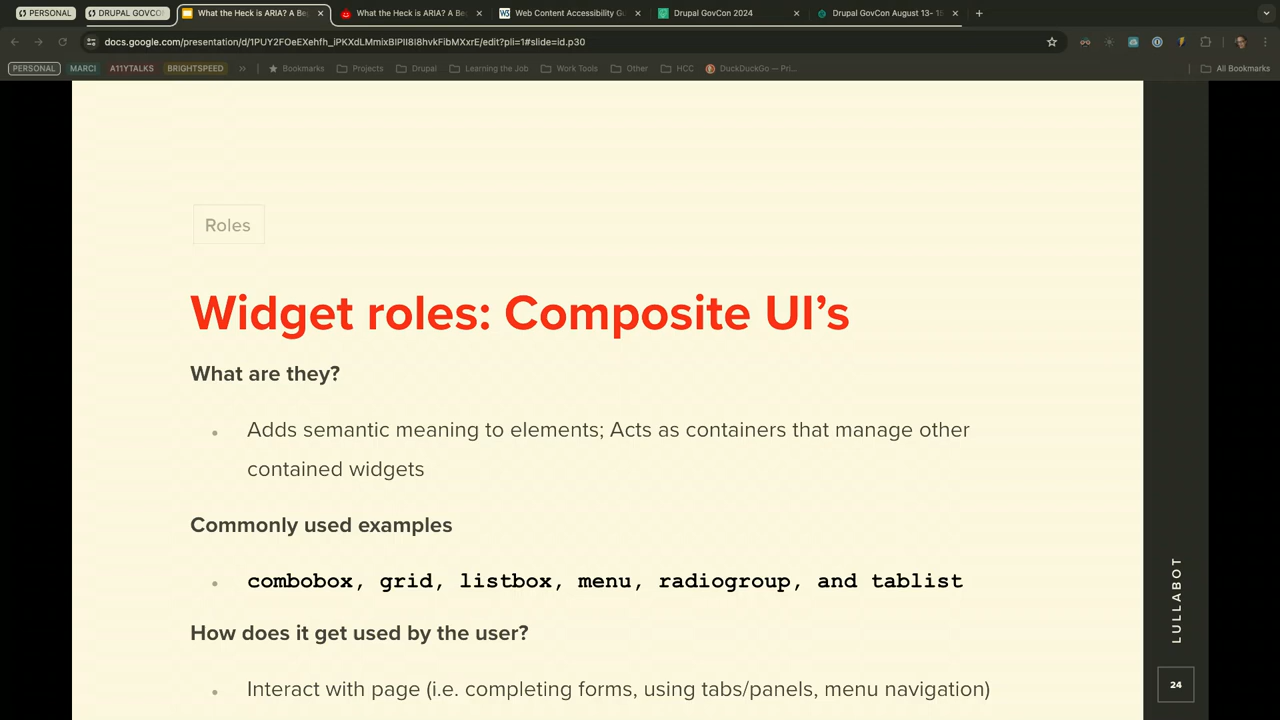 PERSONAL
DRUPAL GOVCO
What the Heck is ARIA? A Be
What the Heck is ARIA? A Be
Web Content Accessibility Gu
Drupal GovCon 2024
Drupal GovCon August 13- 15
docs.google.com/presentation/d/1PUY2FOeEXehfh_iPKXdLMmixBIPII8I8hvkFibMXxrE/edit?pli=1#slide=id.p30
PERSONAL MARCI A11YTALKS BRIGHTSPEED » Bookmarks Projects Drupal Learning the Job Work Tools Other HCC DuckDuckGo — Pri... All Bookmarks
Roles
Widget roles: Composite UI’s
What are they?
Adds semantic meaning to elements; Acts as containers that manage other
contained widgets
Commonly used examples
combobox, grid, listbox, menu, radiogroup, and tablist
How does it get used by the user?
Interact with page (i.e. completing forms, using tabs/panels, menu navigation)
LULLABOT
24